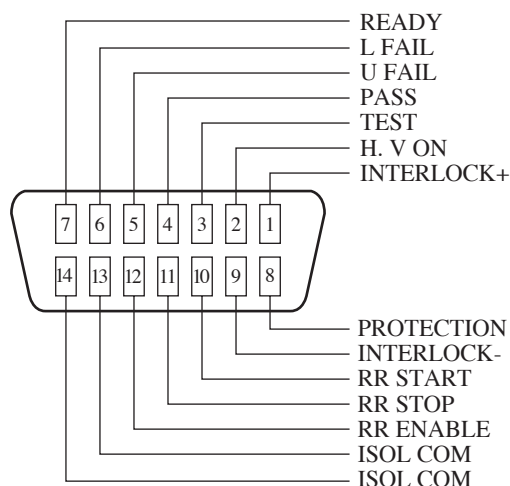 READY
L FAIL
U FAIL
PASS
TEST
H. V ON
INTERLOCK+
7 6 5 4 3 2 1
14 13 12 11 10 9 8
PROTECTION
INTERLOCK-
RR START
RR STOP
RR ENABLE
ISOL COM
ISOL COM